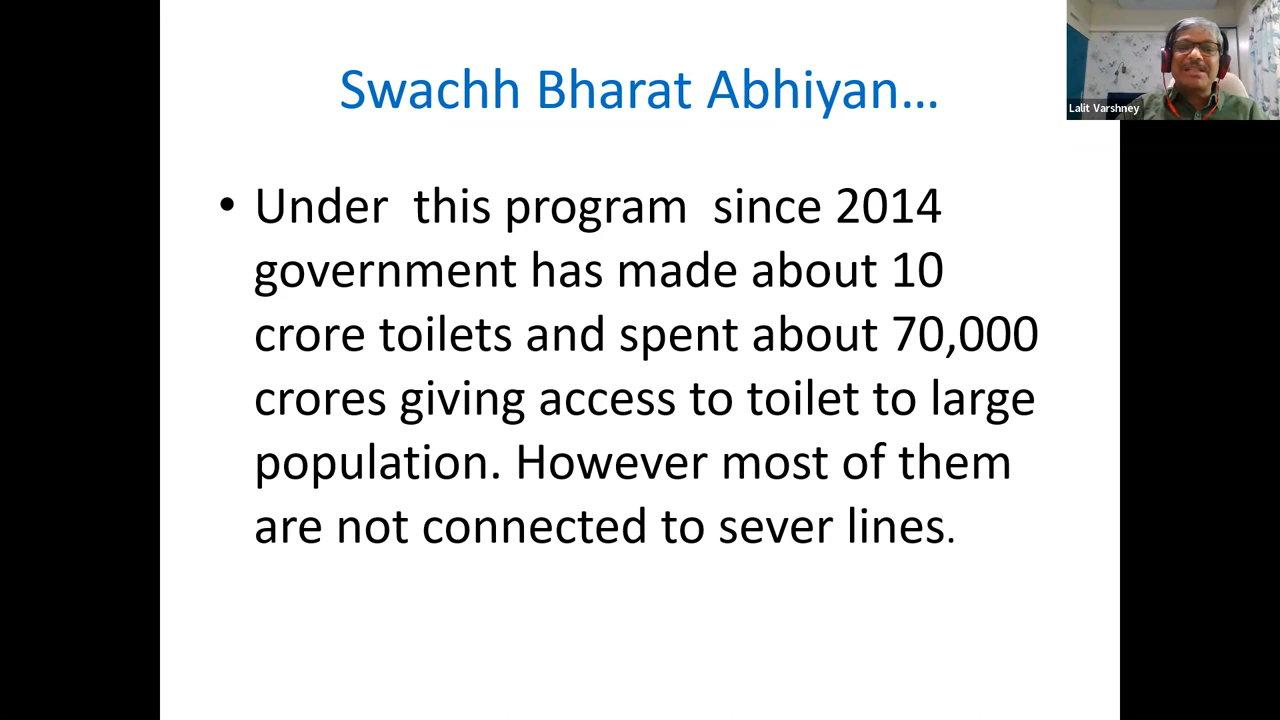 Swachh Bharat Abhiyan...
Lalit Varshney
• Under this program since 2014
government has made about 10
crore toilets and spent about 70,000
crores giving access to toilet to large
population. However most of them
are not connected to sever lines.